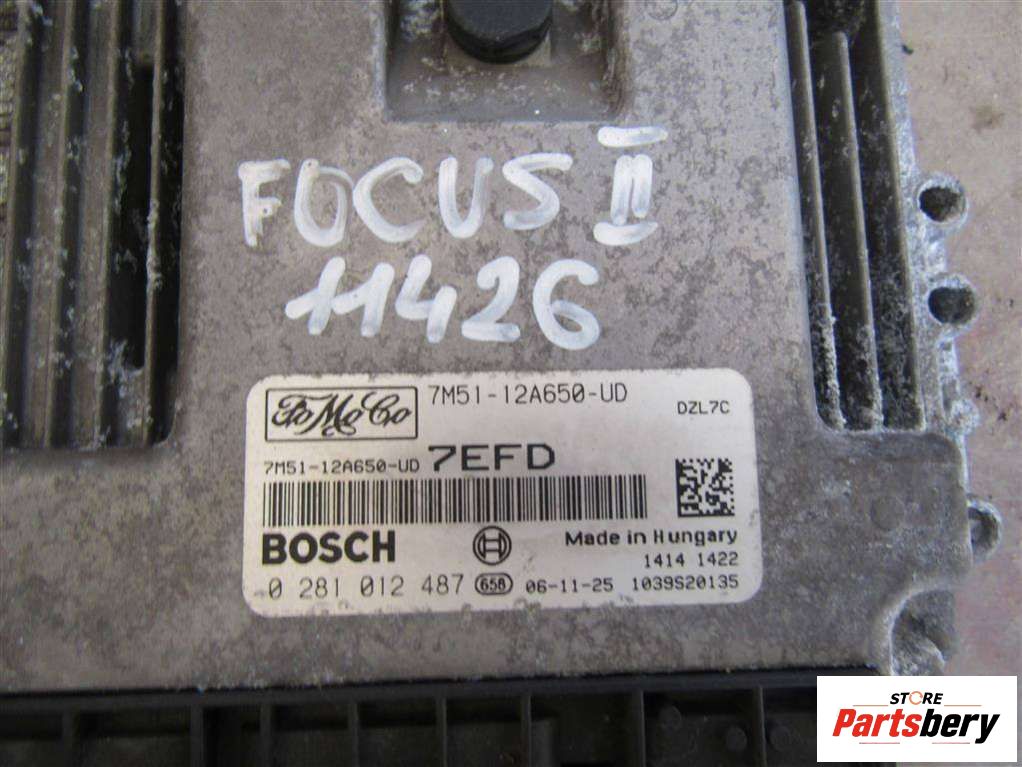 FOCUS II
11426
FoMoCo 7M51-12A650-UD DZL7C
7M51-12A650-UD 7EFD
BOSCH Made in Hungary
1414 1422
0 281 012 487 658 06-11-25 1039S20135
STORE
Partsbery